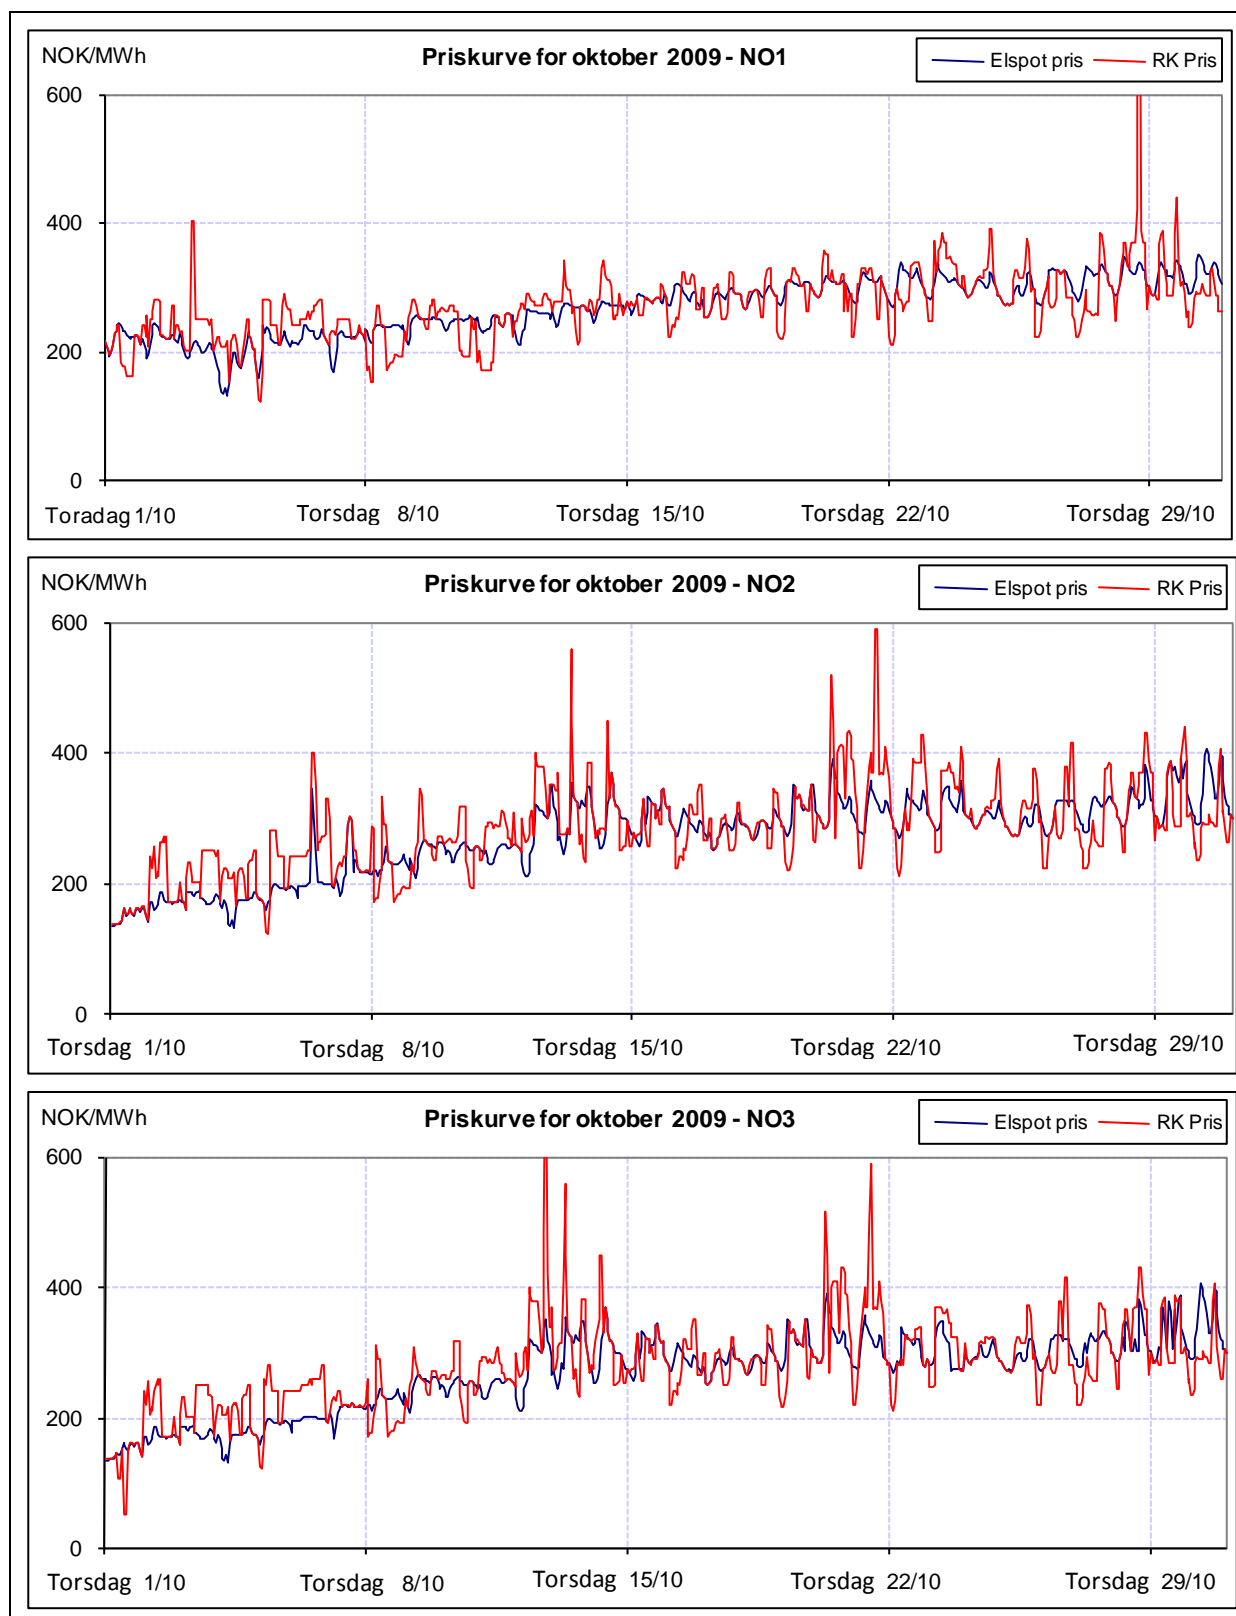 NOK/MWh
Priskurve for oktober 2009 - NO1
Elspot pris RK Pris
600
400
200
0
Toradag 1/10 Torsdag 8/10 Torsdag 15/10 Torsdag 22/10 Torsdag 29/10
NOK/MWh
Priskurve for oktober 2009 - NO2
Elspot pris RK Pris
600
400
200
0
Torsdag 1/10 Torsdag 8/10 Torsdag 15/10 Torsdag 22/10 Torsdag 29/10
NOK/MWh
Priskurve for oktober 2009 - NO3
Elspot pris RK Pris
600
400
200
0
Torsdag 1/10 Torsdag 8/10 Torsdag 15/10 Torsdag 22/10 Torsdag 29/10